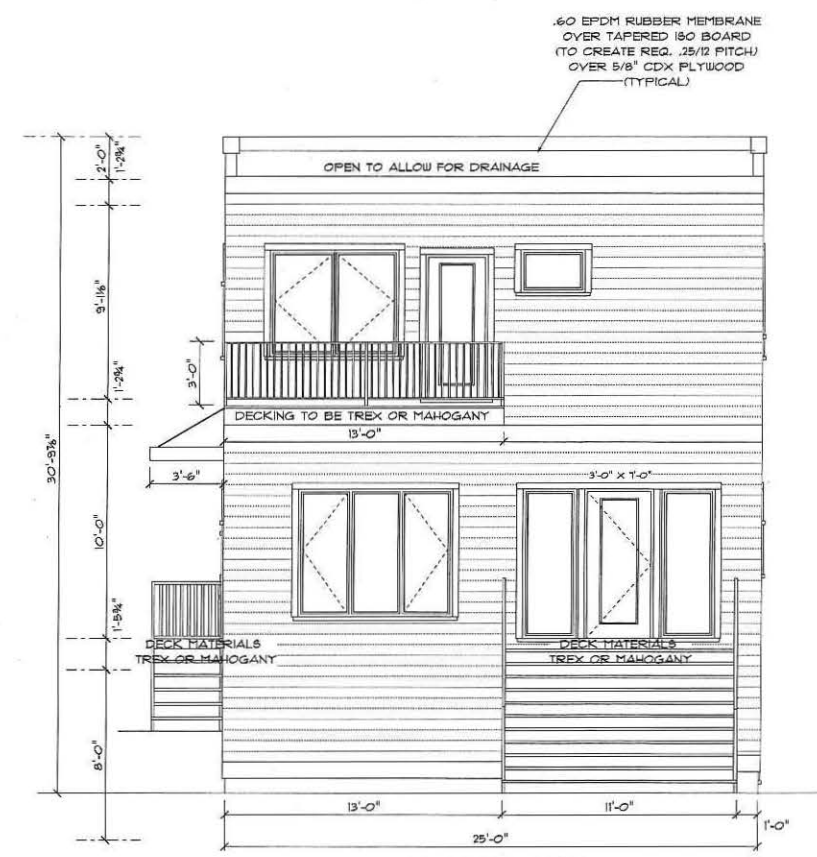 .60 EPDM RUBBER MEMBRANE
OVER TAPERED ISO BOARD
(TO CREATE REQ. .25/12 PITCH)
OVER 5/8" CDX PLYWOOD
(TYPICAL)
2'-0"
1'-2¾"
OPEN TO ALLOW FOR DRAINAGE
9'-1⅛"
1'-2¾"
3'-0"
DECKING TO BE TREX OR MAHOGANY
13'-0"
3'-6"
3'-0" X 7'-0"
10'-0"
1'-5¾"
DECK MATERIALS
TREX OR MAHOGANY
DECK MATERIALS
TREX OR MAHOGANY
8'-0"
13'-0"
11'-0"
1'-0"
25'-0"